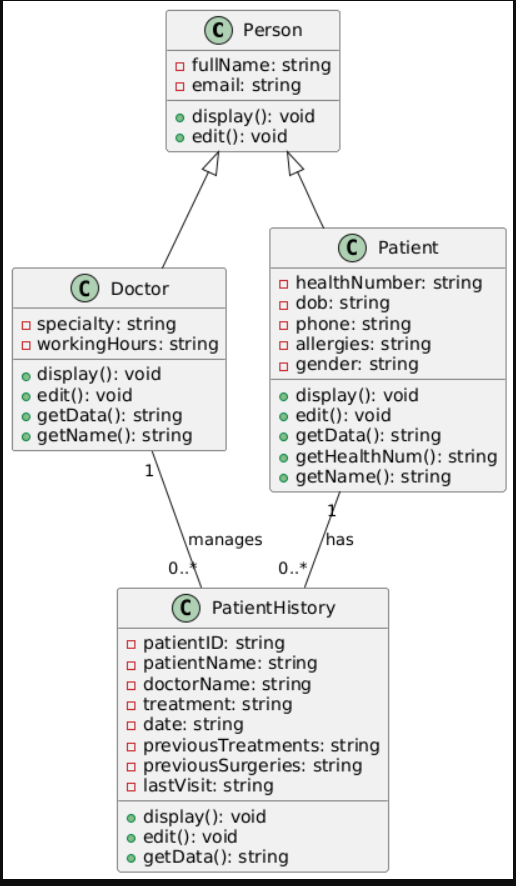 C Person
fullName: string
email: string
display(): void
edit(): void
C Doctor
specialty: string
workingHours: string
display(): void
edit(): void
getData(): string
getName(): string
C Patient
healthNumber: string
dob: string
phone: string
allergies: string
gender: string
display(): void
edit(): void
getData(): string
getHealthNum(): string
getName(): string
1
manages
0..*
1
has
0..*
C PatientHistory
patientID: string
patientName: string
doctorName: string
treatment: string
date: string
previousTreatments: string
previousSurgeries: string
lastVisit: string
display(): void
edit(): void
getData(): string